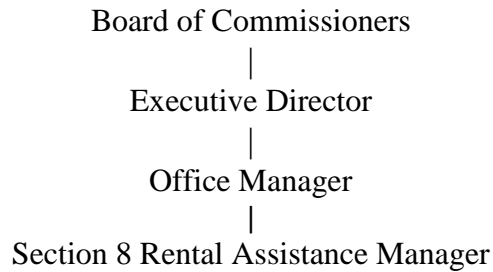 Board of Commissioners
|
Executive Director
|
Office Manager
|
Section 8 Rental Assistance Manager